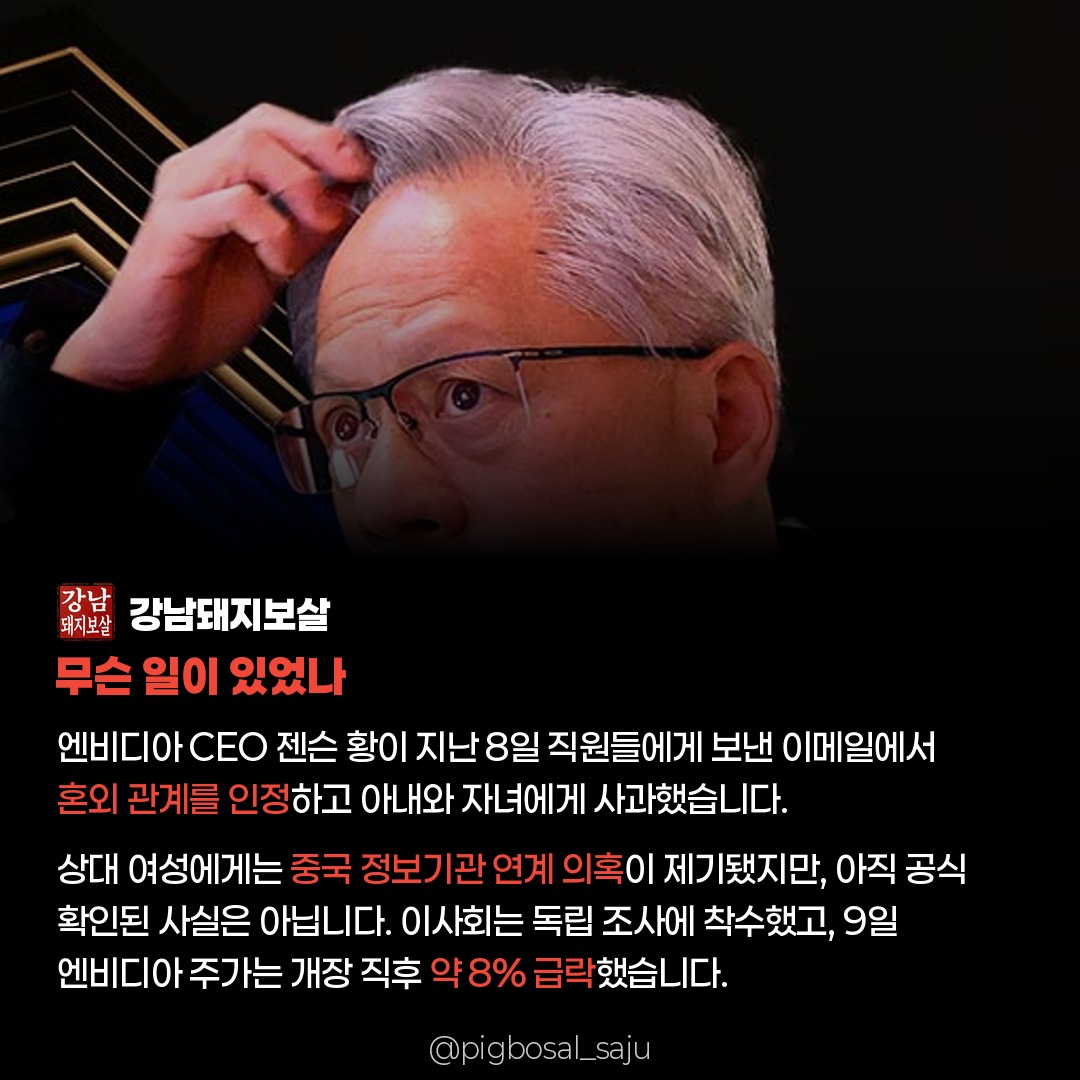 강남
돼지보살
강남돼지보살
무슨 일이 있었나
엔비디아 CEO 젠슨 황이 지난 8일 직원들에게 보낸 이메일에서
혼외 관계를 인정하고 아내와 자녀에게 사과했습니다.
상대 여성에게는 중국 정보기관 연계 의혹이 제기됐지만, 아직 공식
확인된 사실은 아닙니다. 이사회는 독립 조사에 착수했고, 9일
엔비디아 주가는 개장 직후 약 8% 급락했습니다.
@pigbosal_saju